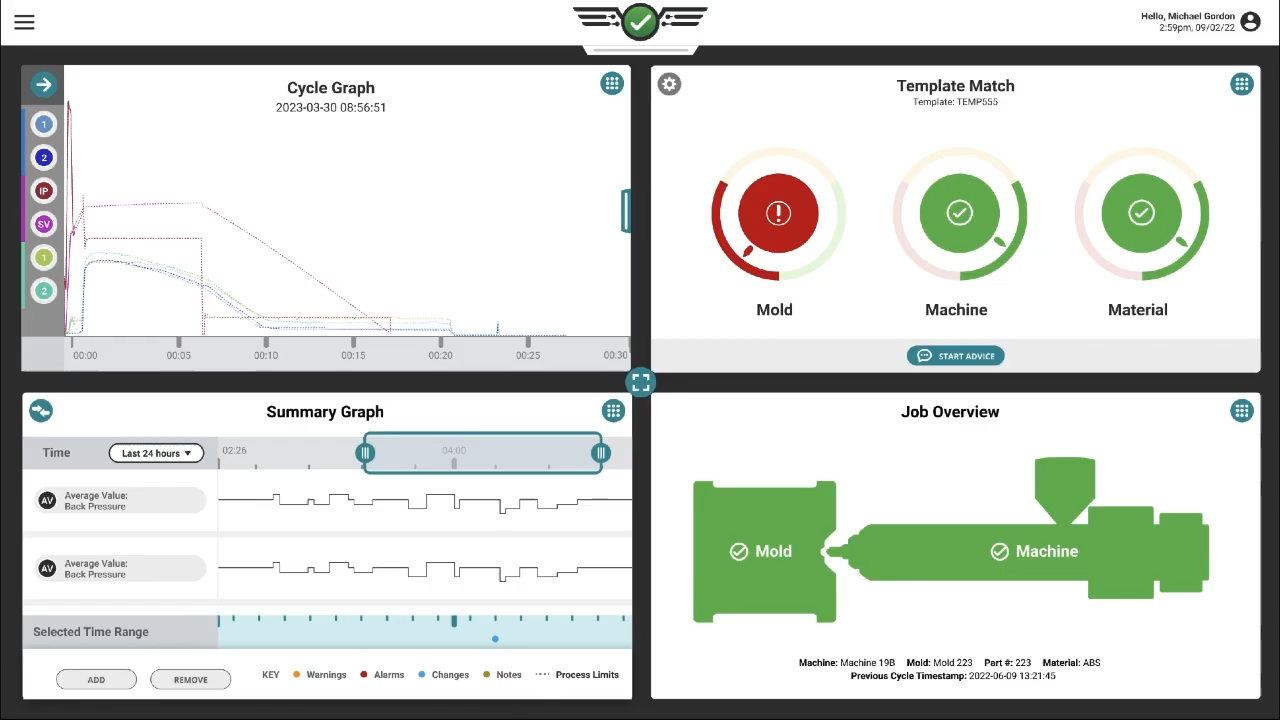 Hello, Michael Gordon
2:59pm, 09/02/22
Cycle Graph
2023-03-30 08:56:51
1
2
IP
SV
1
2
00:00 00:05 00:10 00:15 00:20 00:25 00:30
Template Match
Template: TEMP555
Mold Machine Material
START ADVICE
Summary Graph
Time Last 24 hours 02:26 04:00
AV Average Value:
Back Pressure
AV Average Value:
Back Pressure
Selected Time Range
ADD REMOVE KEY Warnings Alarms Changes Notes Process Limits
Job Overview
Mold Machine
Machine: Machine 19B Mold: Mold 223 Part #: 223 Material: ABS
Previous Cycle Timestamp: 2022-06-09 13:21:45